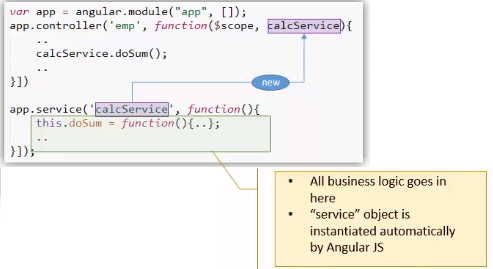 var app = angular.module("app", []);
app.controller('emp', function($scope, calcService){
..
calcService.doSum();
..
}])
new
app.service('calcService', function(){
this.doSum = function(){..};
..
}]);
• All business logic goes in
here
• “service” object is
instantiated automatically
by Angular JS